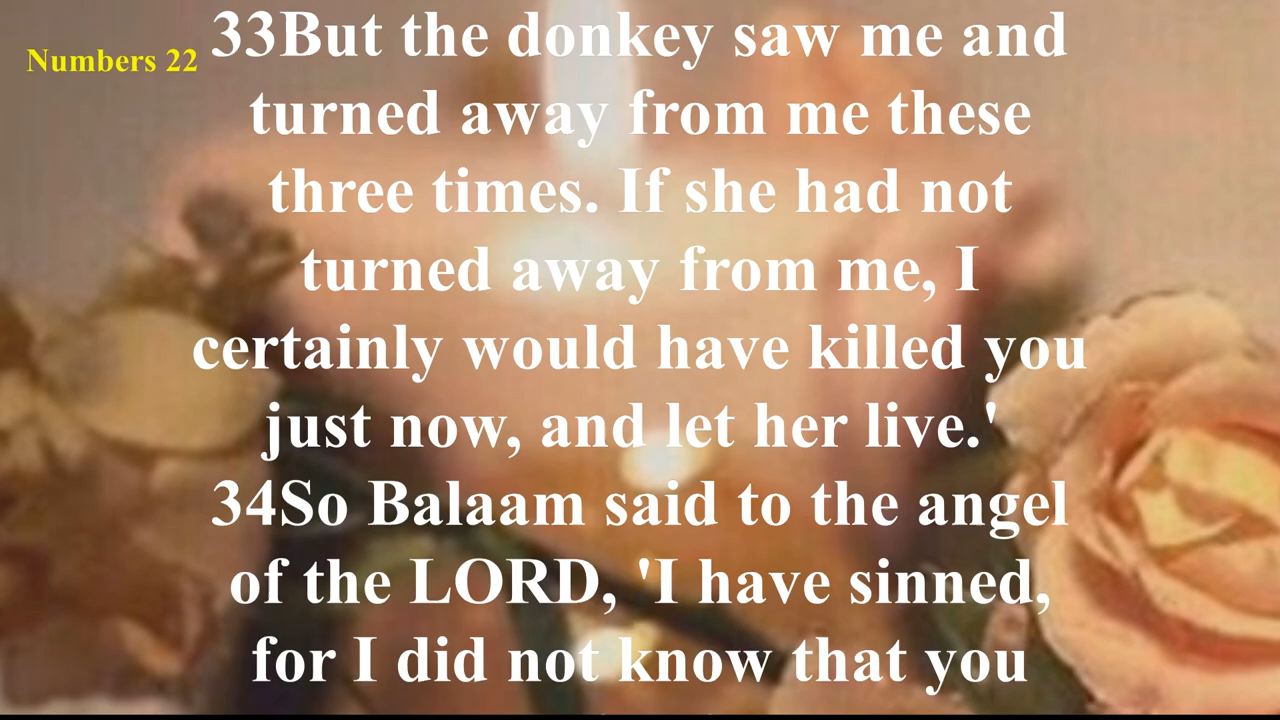 Numbers 22
33But the donkey saw me and
turned away from me these
three times. If she had not
turned away from me, I
certainly would have killed you
just now, and let her live.'
34So Balaam said to the angel
of the LORD, 'I have sinned,
for I did not know that you